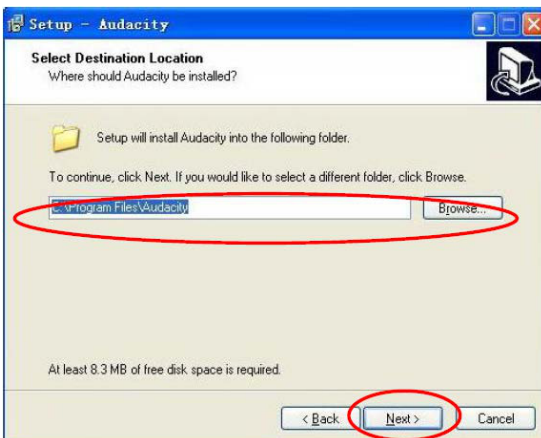 Setup - Audacity
Select Destination Location
Where should Audacity be installed?
Setup will install Audacity into the following folder.
To continue, click Next. If you would like to select a different folder, click Browse.
C:\Program Files\Audacity
Browse...
At least 8.3 MB of free disk space is required.
< Back Next > Cancel